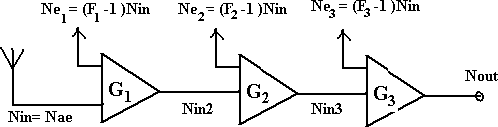 Ne₁ = (F₁ -1 )Nin
Ne₂ = (F₂ -1 )Nin
Ne₃ = (F₃ -1 )Nin
G₁
G₂
G₃
Nout
Nin= Nae
Nin2
Nin3